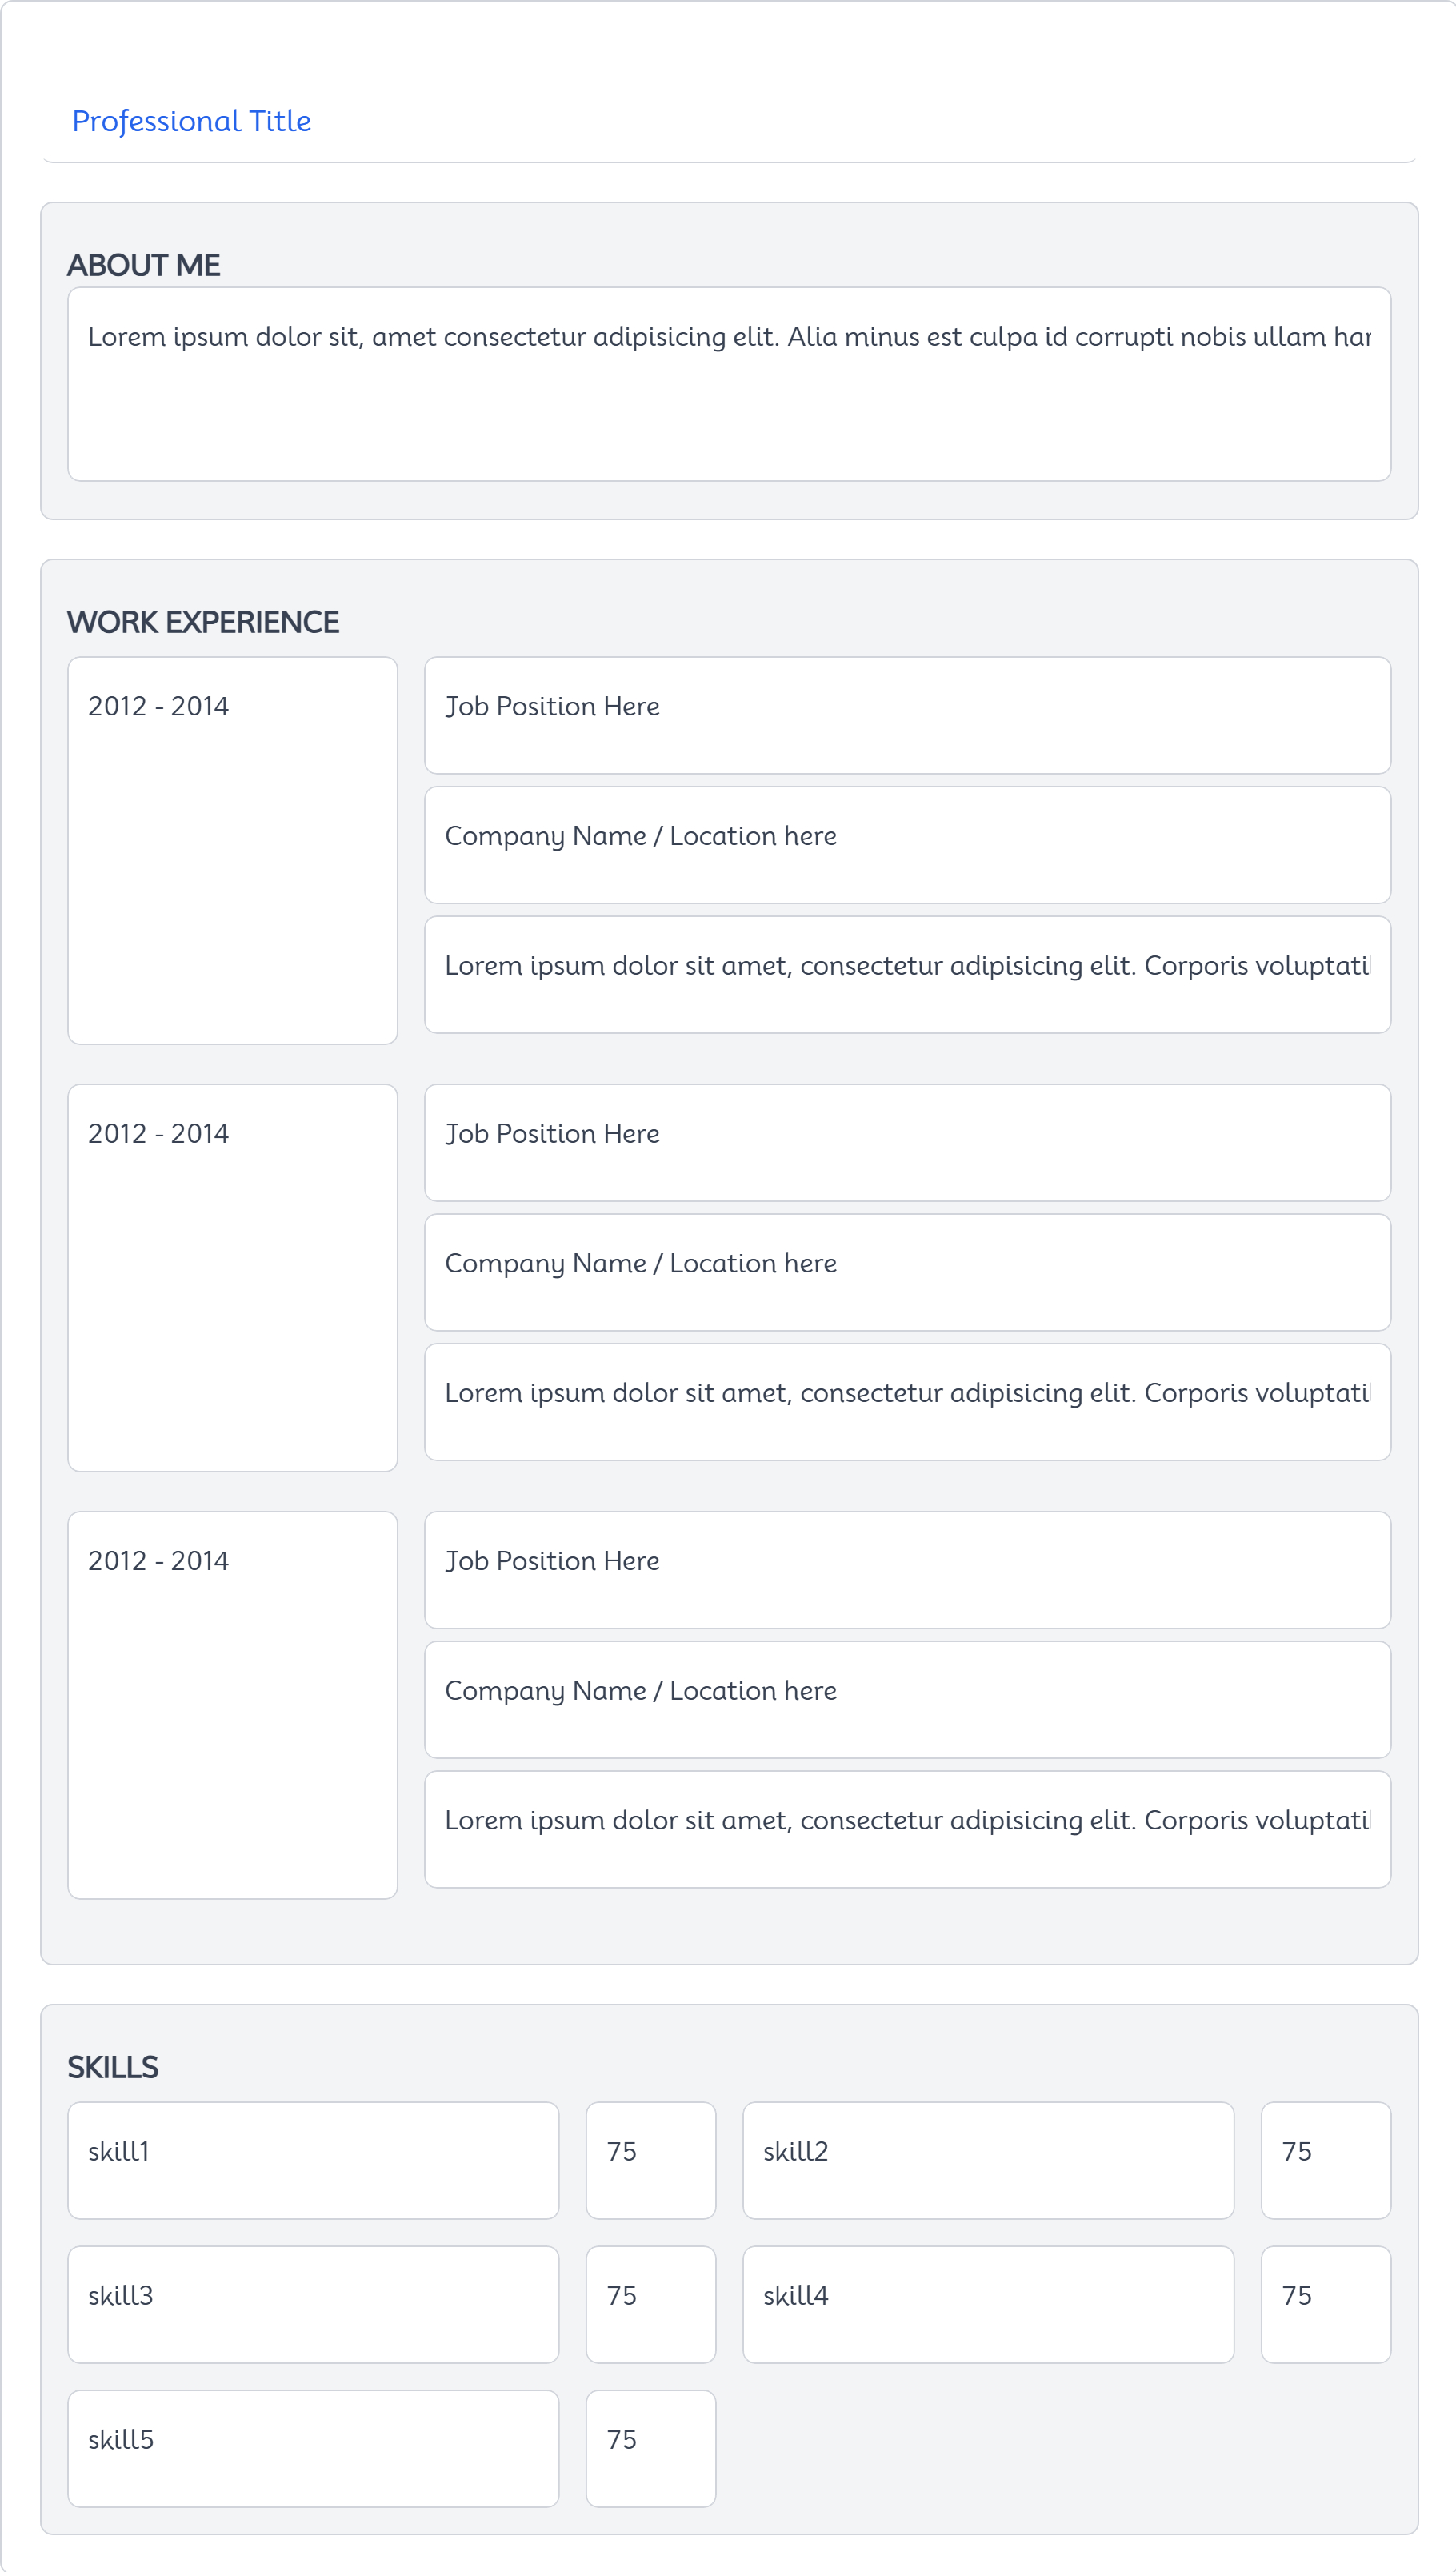 Professional Title
ABOUT ME
Lorem ipsum dolor sit, amet consectetur adipisicing elit. Alia minus est culpa id corrupti nobis ullam
WORK EXPERIENCE
2012 - 2014
Job Position Here
Company Name / Location here
Lorem ipsum dolor sit amet, consectetur adipisicing elit. Corporis
2012 - 2014
Job Position Here
Company Name / Location here
Lorem ipsum dolor sit amet, consectetur adipisicing elit. Corporis
2012 - 2014
Job Position Here
Company Name / Location here
Lorem ipsum dolor sit amet, consectetur adipisicing elit. Corporis
SKILLS
skill1 75 skill2 75
skill3 75 skill4 75
skill5 75